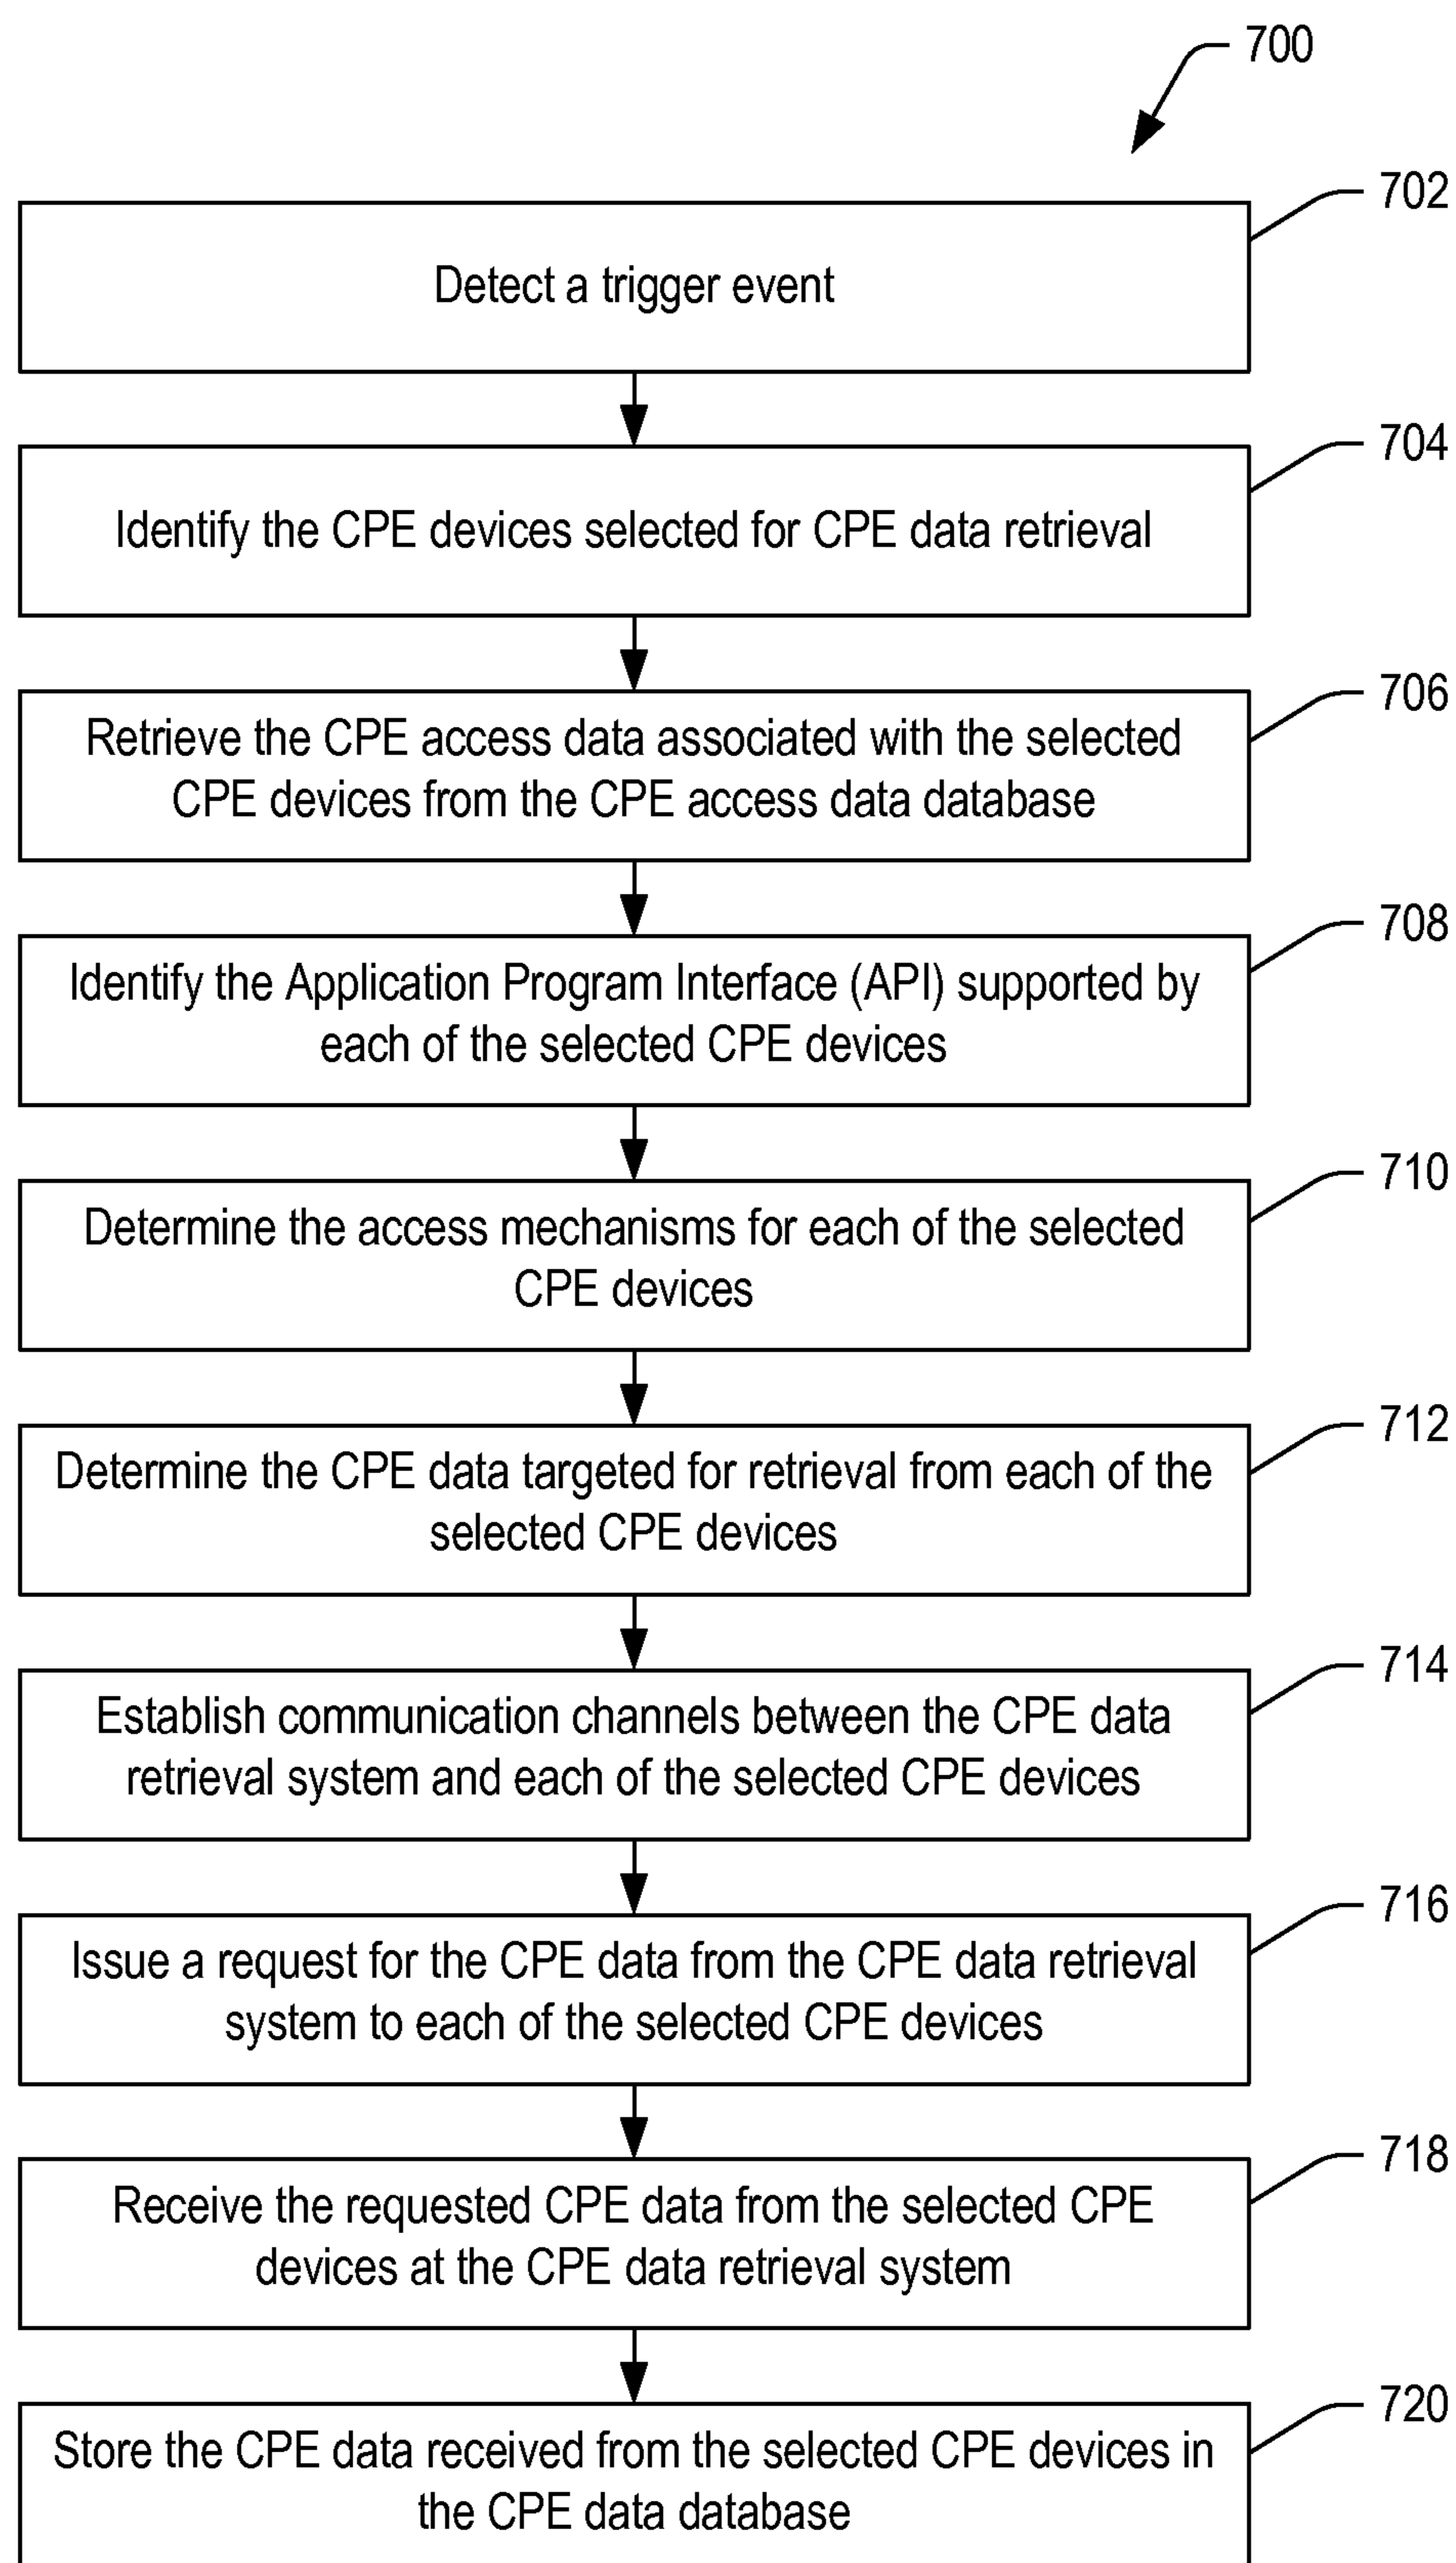 700
702
Detect a trigger event
704
Identify the CPE devices selected for CPE data retrieval
706
Retrieve the CPE access data associated with the selected
CPE devices from the CPE access data database
708
Identify the Application Program Interface (API) supported by
each of the selected CPE devices
710
Determine the access mechanisms for each of the selected
CPE devices
712
Determine the CPE data targeted for retrieval from each of the
selected CPE devices
714
Establish communication channels between the CPE data
retrieval system and each of the selected CPE devices
716
Issue a request for the CPE data from the CPE data retrieval
system to each of the selected CPE devices
718
Receive the requested CPE data from the selected CPE
devices at the CPE data retrieval system
720
Store the CPE data received from the selected CPE devices in
the CPE data database